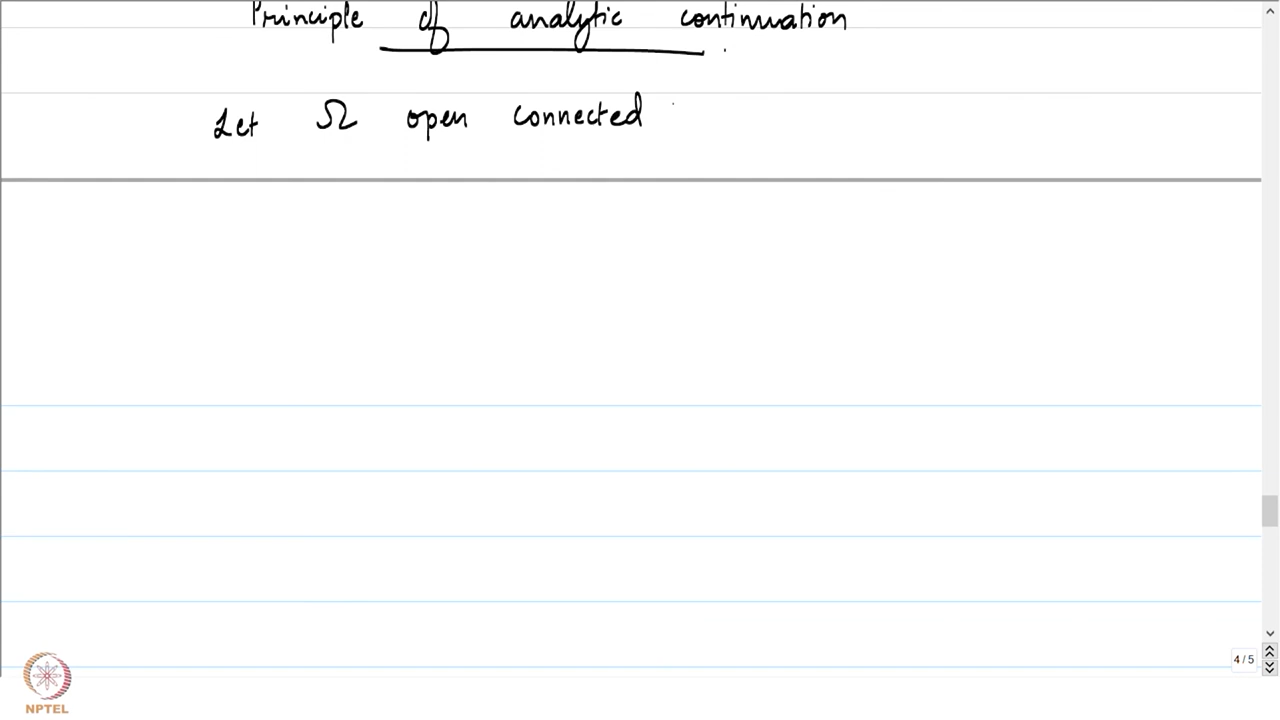 Principle of analytic continuation
Let Ω open connected
4 / 5
NPTEL